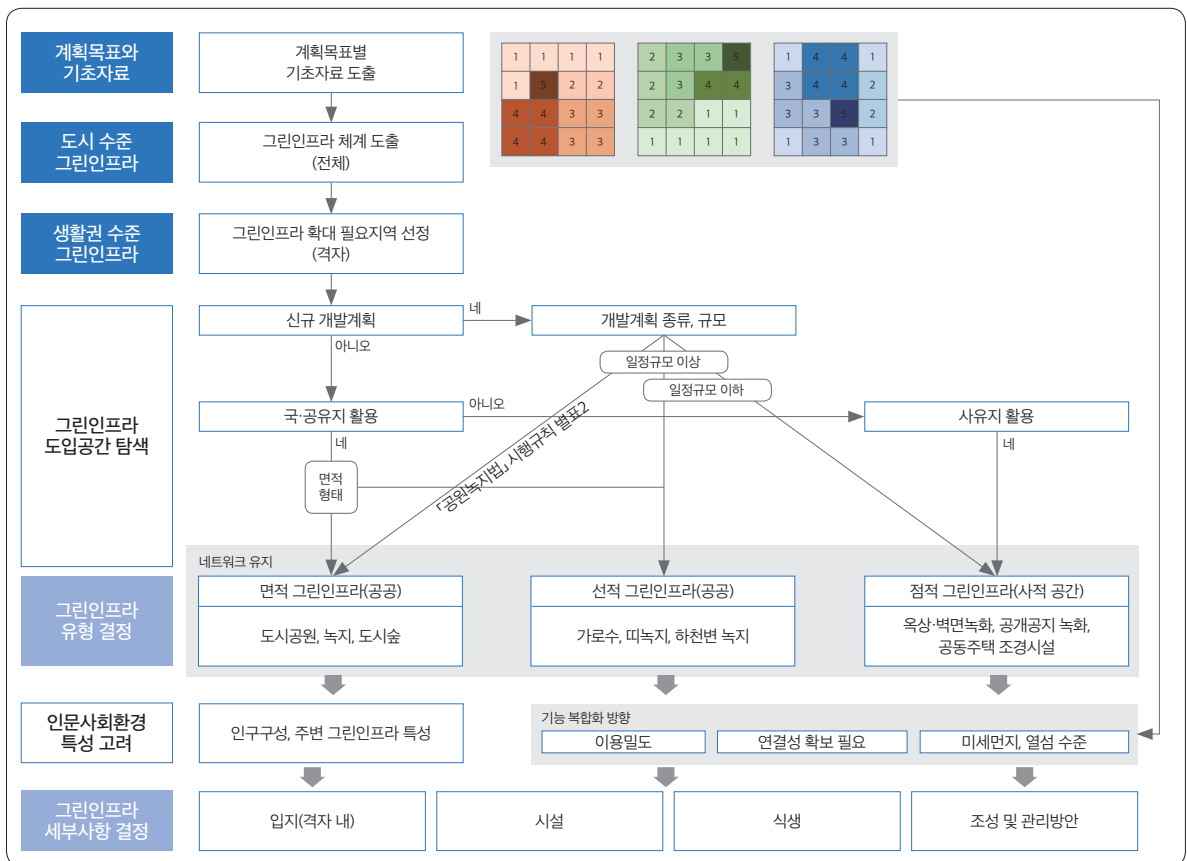 계획목표와
기초자료
계획목표별
기초자료 도출
1 1 1 1
1 5 2 2
4 4 3 3
4 4 3 3
2 3 3 5
2 3 4 4
2 2 1 1
1 1 1 1
1 4 4 1
3 4 4 2
3 3 5 2
1 3 3 1
도시 수준
그린인프라
그린인프라 체계 도출
(전체)
생활권 수준
그린인프라
그린인프라 확대 필요지역 선정
(격자)
그린인프라
도입공간 탐색
신규 개발계획
네
개발계획 종류, 규모
아니오
일정규모 이상
일정규모 이하
국·공유지 활용
아니오
사유지 활용
네
네
면적
형태
「공원녹지법」 시행규칙 별표2
네트워크 유지
그린인프라
유형 결정
면적 그린인프라(공공)
도시공원, 녹지, 도시숲
선적 그린인프라(공공)
가로수, 띠녹지, 하천변 녹지
점적 그린인프라(사적 공간)
옥상·벽면녹화, 공개공지 녹화,
공동주택 조경시설
인문사회환경
특성 고려
인구구성, 주변 그린인프라 특성
기능 복합화 방향
이용밀도
연결성 확보 필요
미세먼지, 열섬 수준
그린인프라
세부사항 결정
입지(격자 내)
시설
식생
조성 및 관리방안